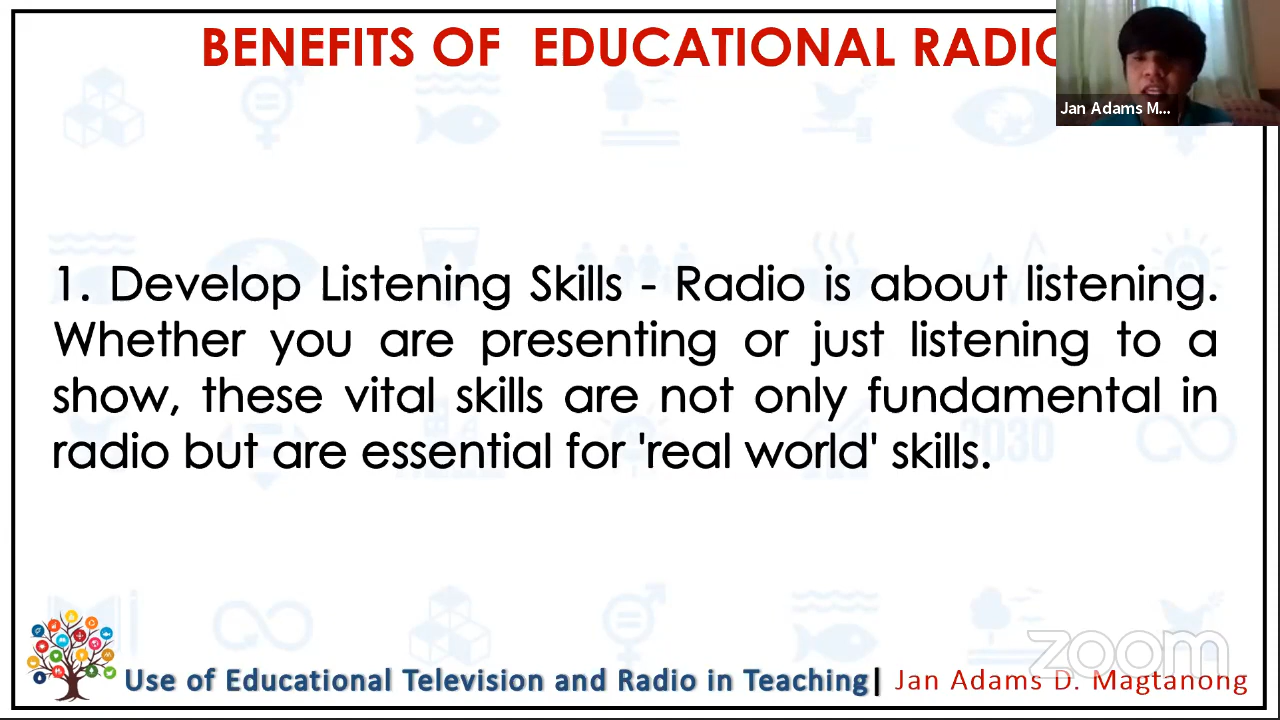 BENEFITS OF EDUCATIONAL RADIO
Jan Adams M...
1. Develop Listening Skills - Radio is about listening.
Whether you are presenting or just listening to a
show, these vital skills are not only fundamental in
radio but are essential for 'real world' skills.
2030
zoom
Use of Educational Television and Radio in Teaching| Jan Adams D. Magtanong